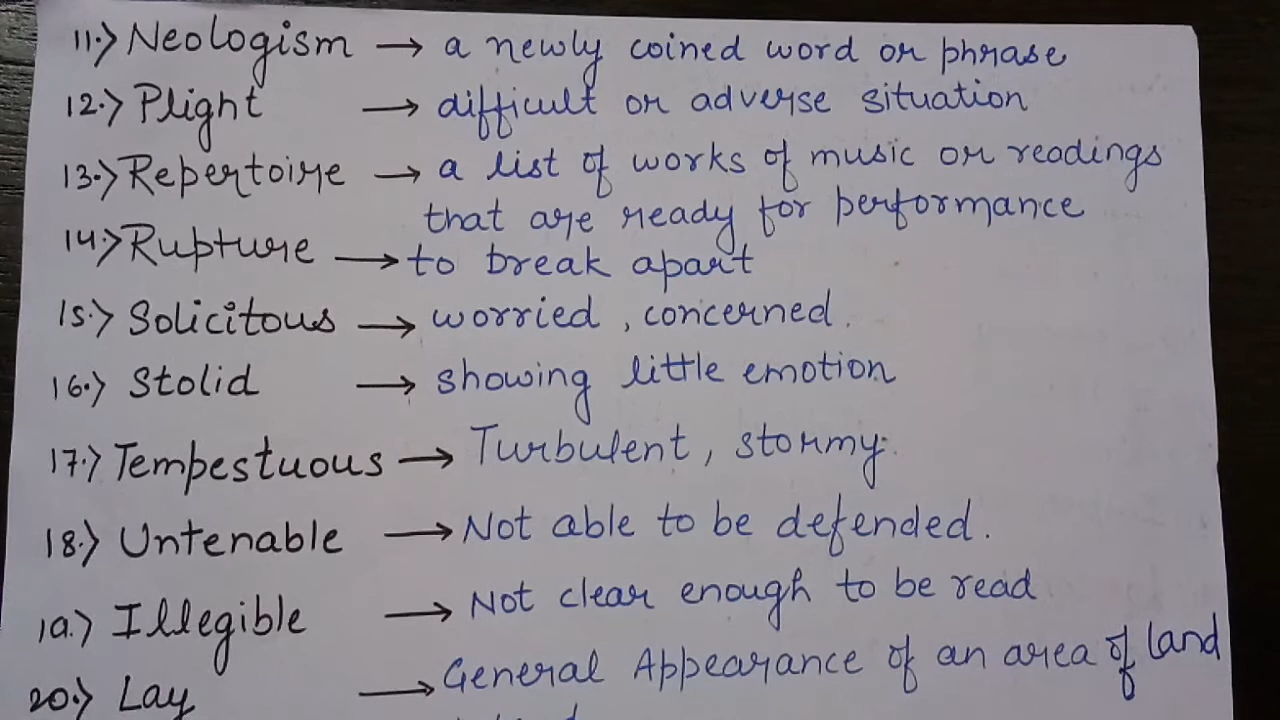 11.) Neologism → a newly coined word or phrase
12.) Plight → difficult or adverse situation
13.) Repertoire → a list of works of music or readings
that are ready for performance
14.) Rupture → to break apart
15.) Solicitous → worried, concerned.
16.) Stolid → showing little emotion
17.) Tempestuous → Turbulent, stormy.
18.) Untenable → Not able to be defended.
19.) Illegible → Not clear enough to be read
20.) Lay → General Appearance of an area of land